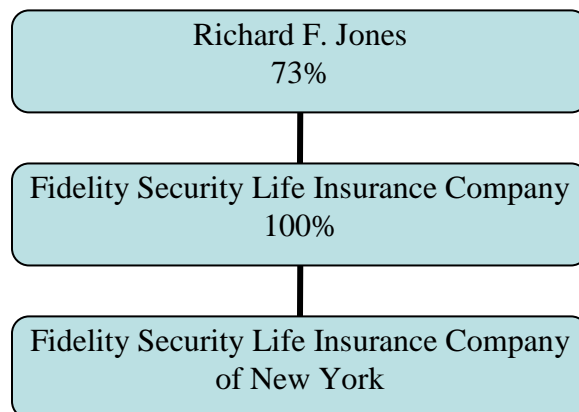 Richard F. Jones
73%
Fidelity Security Life Insurance Company
100%
Fidelity Security Life Insurance Company
of New York